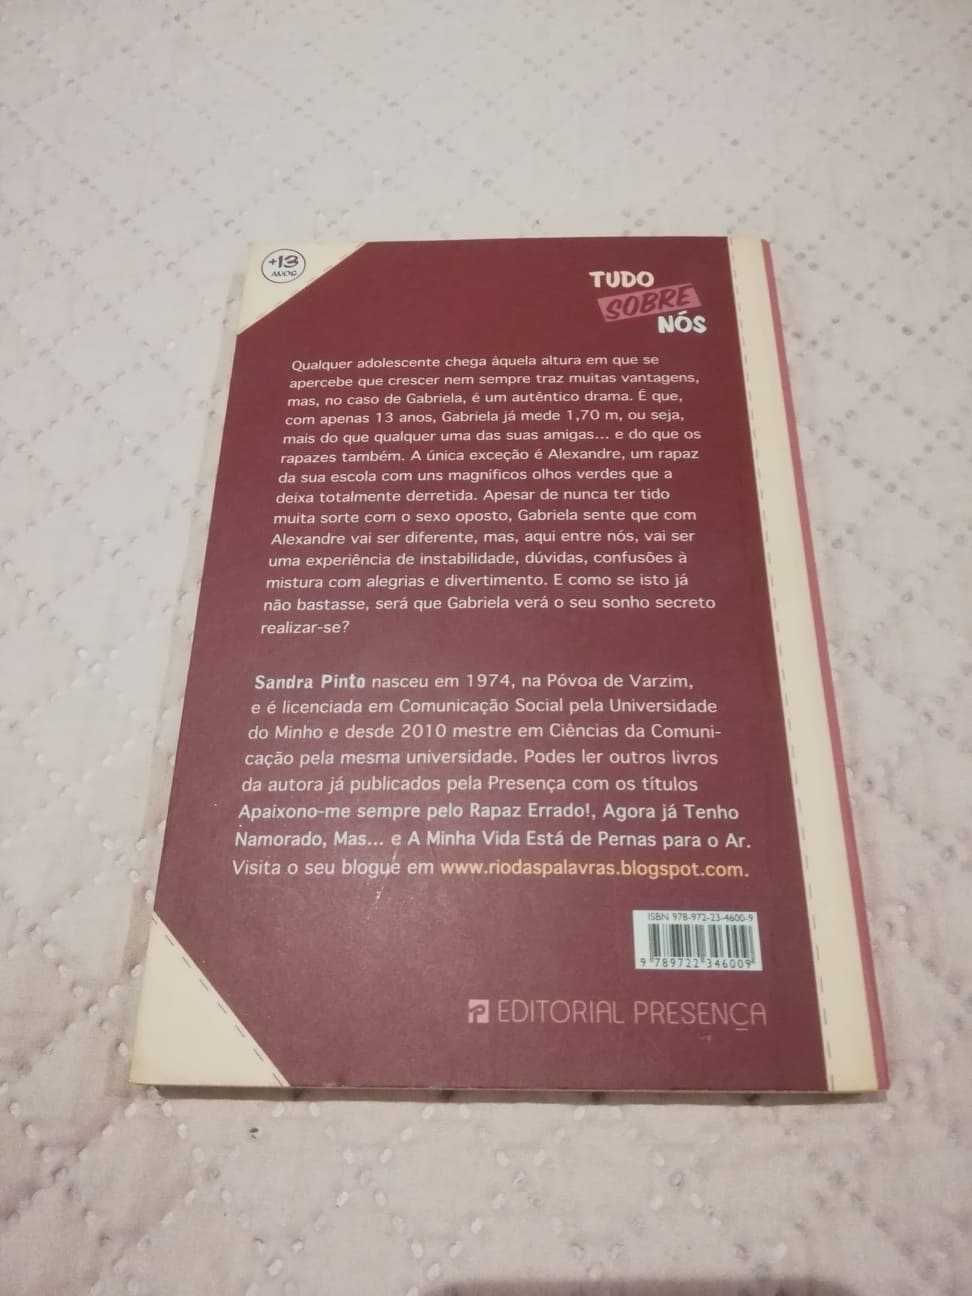 +13
ANOS
TUDO
SOBRE
NÓS
Qualquer adolescente chega àquela altura em que se
apercebe que crescer nem sempre traz muitas vantagens,
mas, no caso de Gabriela, é um autêntico drama. É que,
com apenas 13 anos, Gabriela já mede 1,70 m, ou seja,
mais do que qualquer uma das suas amigas... e do que os
rapazes também. A única exceção é Alexandre, um rapaz
da sua escola com uns magníficos olhos verdes que a
deixa totalmente derretida. Apesar de nunca ter tido
muita sorte com o sexo oposto, Gabriela sente que com
Alexandre vai ser diferente, mas, aqui entre nós, vai ser
uma experiência de instabilidade, dúvidas, confusões à
mistura com alegrias e divertimento. E como se isto já
não bastasse, será que Gabriela verá o seu sonho secreto
realizar-se?
Sandra Pinto nasceu em 1974, na Póvoa de Varzim,
e é licenciada em Comunicação Social pela Universidade
do Minho e desde 2010 mestre em Ciências da Comuni-
cação pela mesma universidade. Podes ler outros livros
da autora já publicados pela Presença com os títulos
Apaixono-me sempre pelo Rapaz Errado!, Agora já Tenho
Namorado, Mas... e A Minha Vida Está de Pernas para o Ar.
Visita o seu blogue em www.riodaspalavras.blogspot.com.
ISBN 978-972-23-4600-9
9 789722 346009
EDITORIAL PRESENÇA